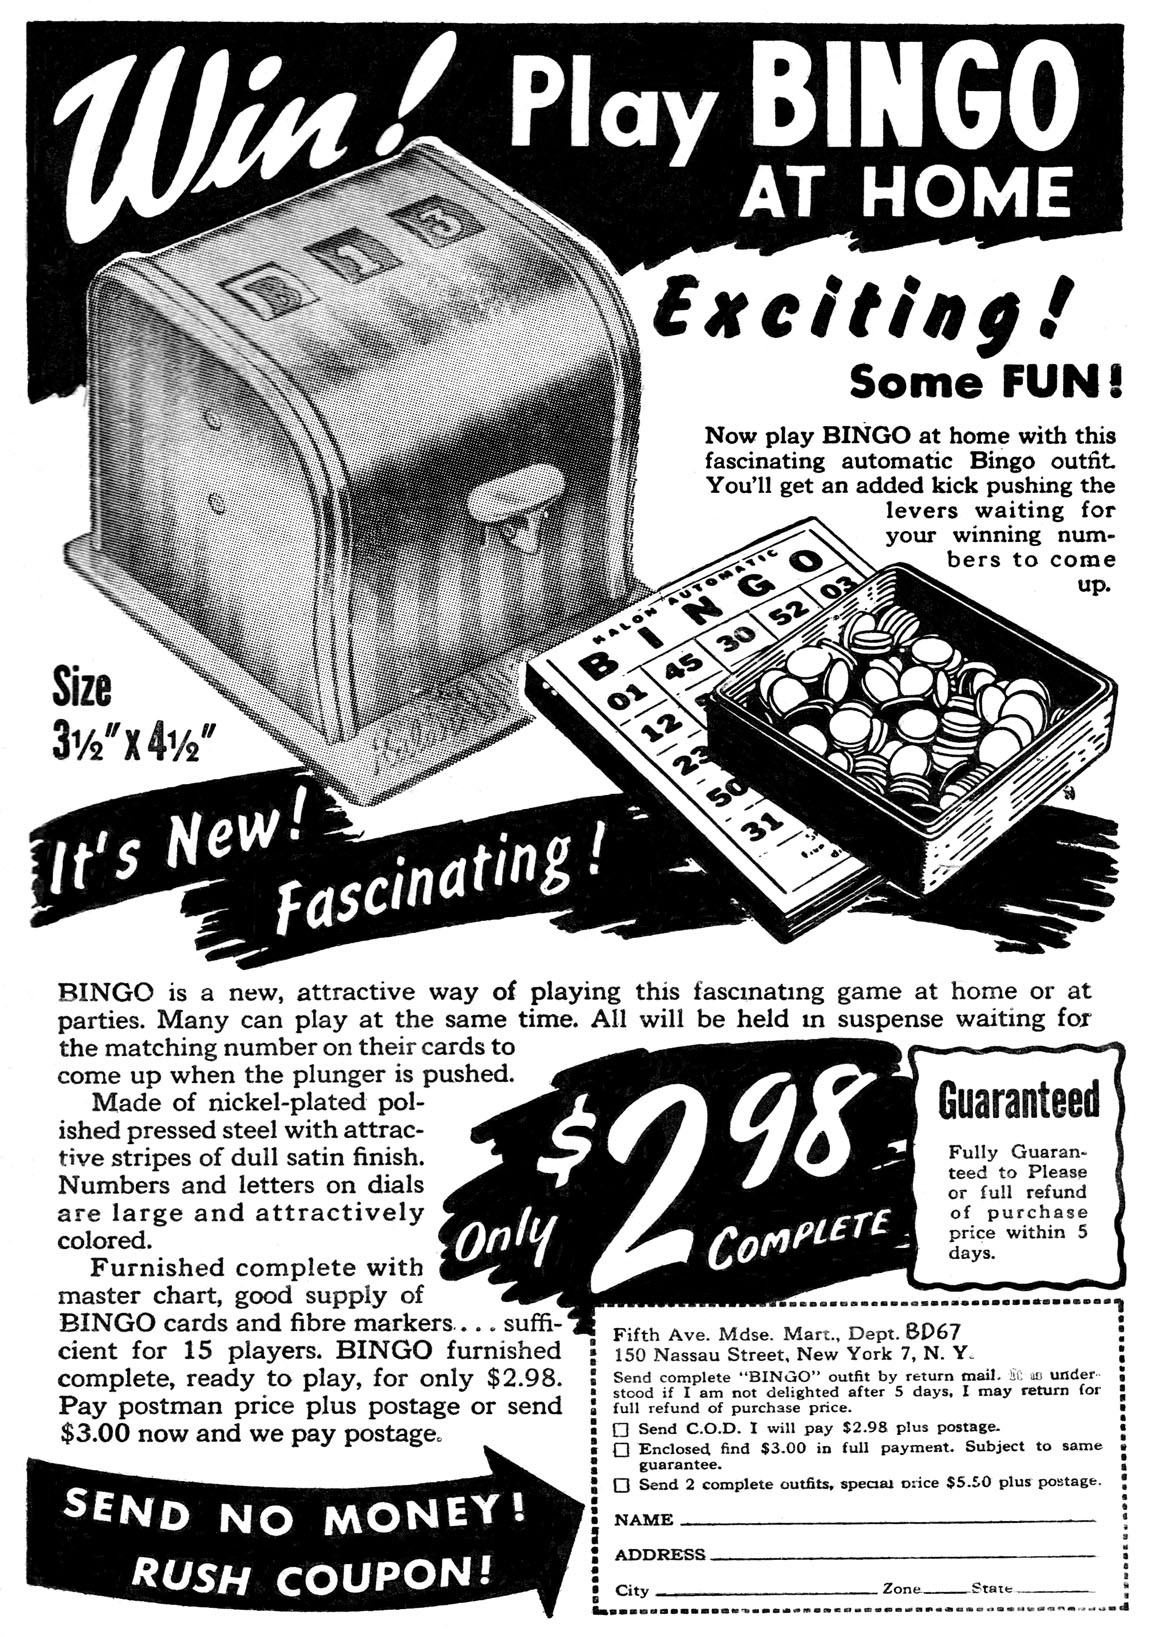 Win!
Play BINGO
AT HOME
B 1 3
Exciting!
Some FUN!
Now play BINGO at home with this
fascinating automatic Bingo outfit.
You'll get an added kick pushing the
levers waiting for
your winning num-
bers to come
up.
Size
3½" x 4½"
KALON AUTOMATIC
B I N G O
01 45 30 52 03
12
23
50
31
It's New!
Fascinating!
BINGO is a new, attractive way of playing this fascinating game at home or at
parties. Many can play at the same time. All will be held in suspense waiting for
the matching number on their cards to
come up when the plunger is pushed.
Made of nickel-plated pol-
ished pressed steel with attrac-
tive stripes of dull satin finish.
Numbers and letters on dials
are large and attractively
colored.
Furnished complete with
master chart, good supply of
BINGO cards and fibre markers.... suffi-
cient for 15 players. BINGO furnished
complete, ready to play, for only $2.98.
Pay postman price plus postage or send
$3.00 now and we pay postage.
Only $2.98 COMPLETE
Guaranteed
Fully Guaran-
teed to Please
or full refund
of purchase
price within 5
days.
SEND NO MONEY!
RUSH COUPON!
Fifth Ave. Mdse. Mart., Dept. BD67
150 Nassau Street, New York 7, N. Y.
Send complete "BINGO" outfit by return mail. under-
stood if I am not delighted after 5 days, I may return for
full refund of purchase price.
☐ Send C.O.D. I will pay $2.98 plus postage.
☐ Enclosed find $3.00 in full payment. Subject to same
guarantee.
☐ Send 2 complete outfits, special price $5.50 plus postage.
NAME
ADDRESS
City Zone State